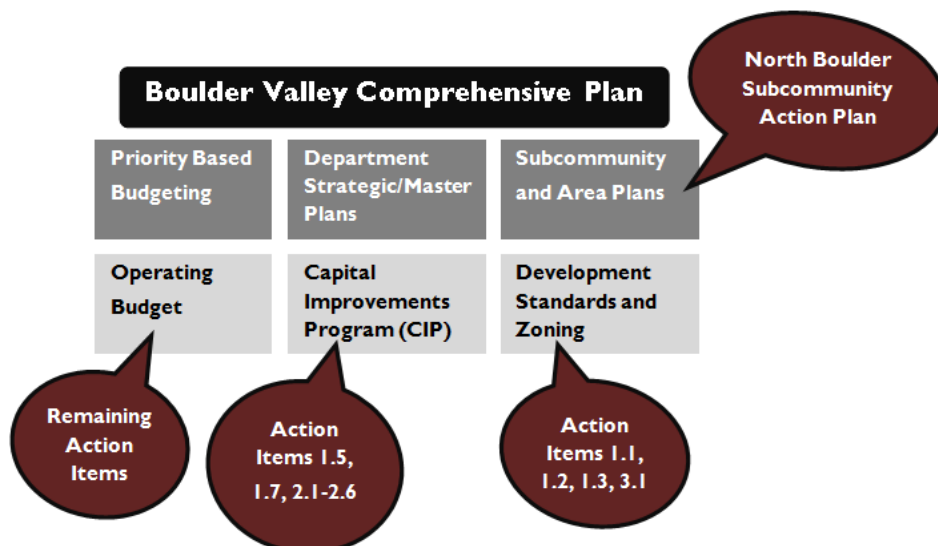 North Boulder
Subcommunity
Action Plan
Boulder Valley Comprehensive Plan
Priority Based
Budgeting
Department
Strategic/Master
Plans
Subcommunity
and Area Plans
Operating
Budget
Capital
Improvements
Program (CIP)
Development
Standards and
Zoning
Remaining
Action
Items
Action
Items 1.5,
1.7, 2.1-2.6
Action
Items 1.1,
1.2, 1.3, 3.1